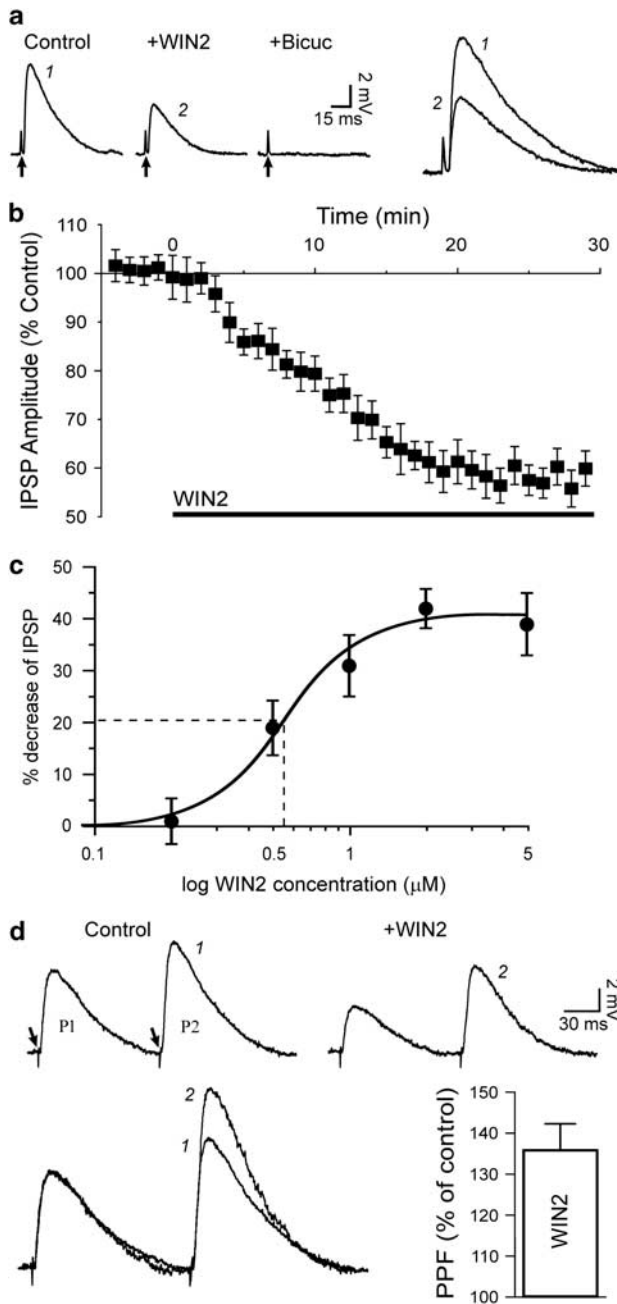 a
Control
+WIN2
+Bicuc
1
2
2 mV
15 ms
1
2
b
Time (min)
0 10 20 30
IPSP Amplitude (% Control)
110
100
90
80
70
60
50
WIN2
c
% decrease of IPSP
50
40
30
20
10
0
0.1 0.5 1 5
log WIN2 concentration (μM)
d
Control
+WIN2
1
2
P1
P2
2 mV
30 ms
2
1
PPF (% of control)
150
140
130
120
110
100
WIN2